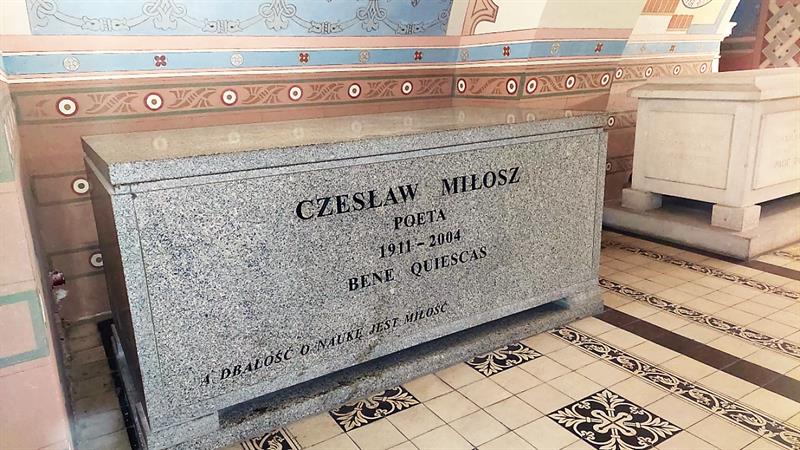 CZESŁAW MIŁOSZ
POETA
1911–2004
BENE QUIESCAS
A DBAŁOŚĆ O NAUKĘ JEST MIŁOŚĆ